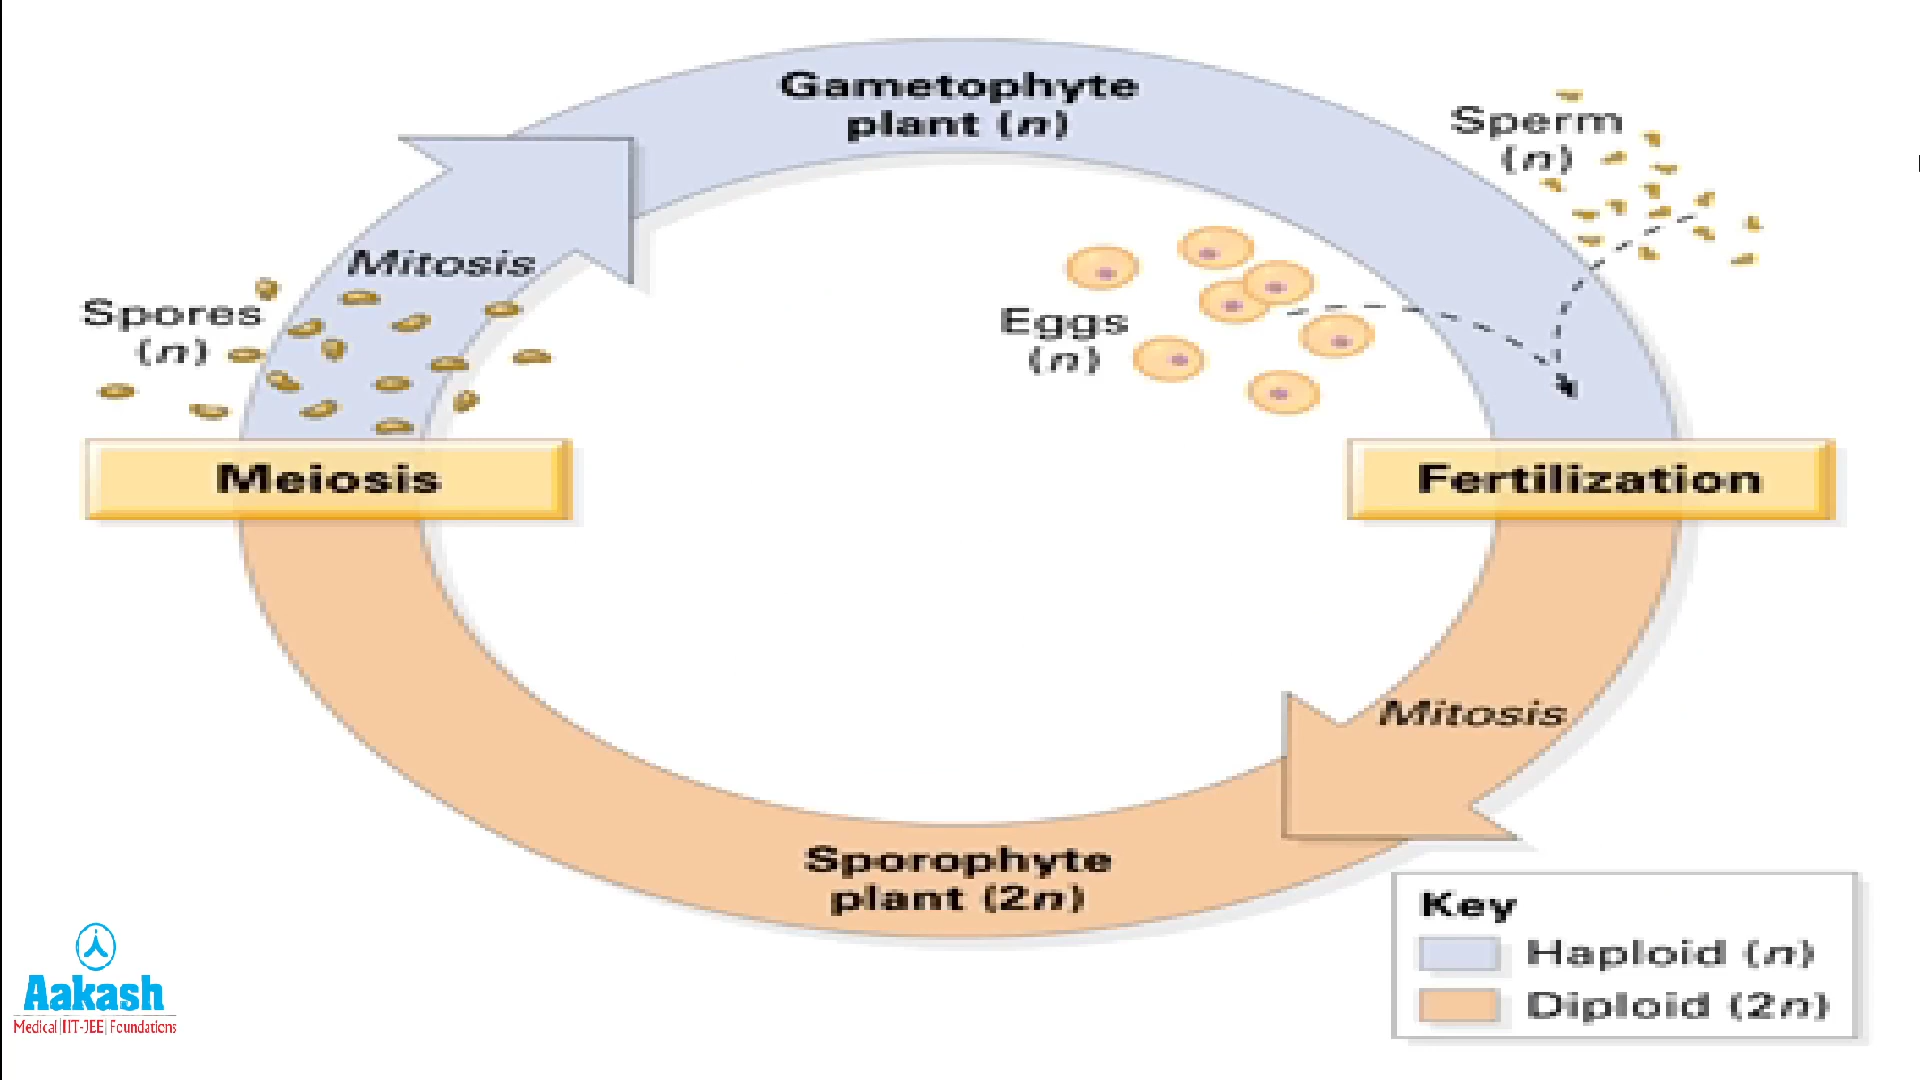 Gametophyte
plant (n)
Sperm
(n)
Mitosis
Spores
(n)
Eggs
(n)
Meiosis
Fertilization
Mitosis
Sporophyte
plant (2n)
Key
Haploid (n)
Diploid (2n)
Aakash
Medical|IIT-JEE|Foundations